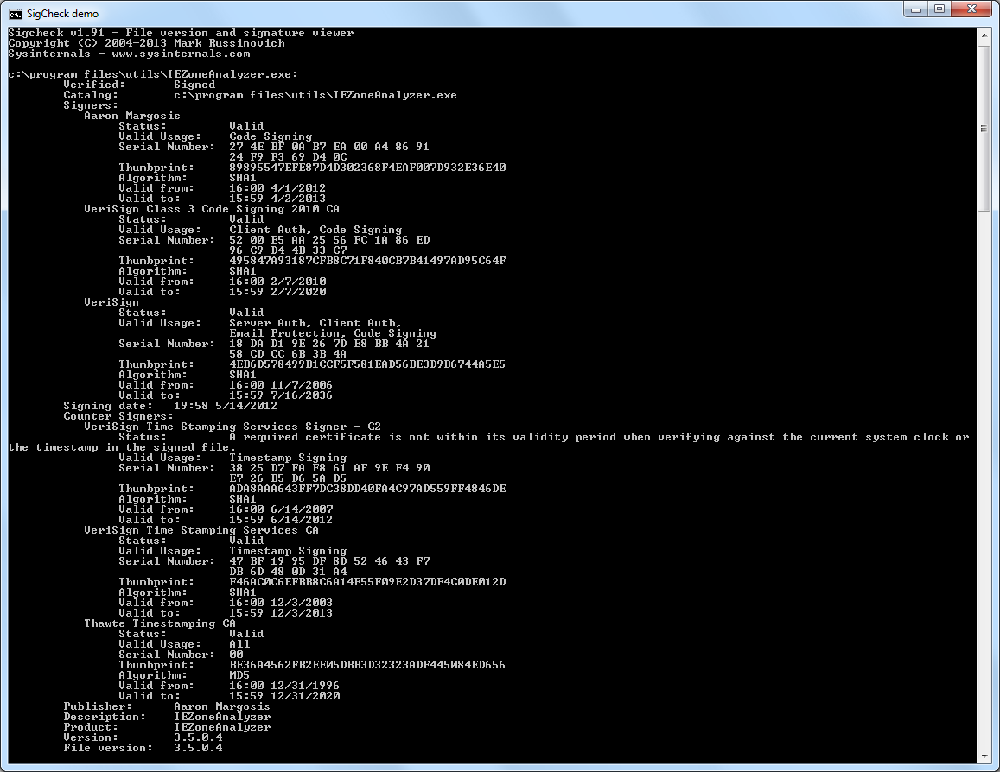 SigCheck demo
Sigcheck v1.91 - File version and signature viewer
Copyright (C) 2004-2013 Mark Russinovich
Sysinternals - www.sysinternals.com
c:\program files\utils\IEZoneAnalyzer.exe:
Verified: Signed
Catalog: c:\program files\utils\IEZoneAnalyzer.exe
Signers:
Aaron Margosis
Status: Valid
Valid Usage: Code Signing
Serial Number: 27 4E BF 0A B7 EA 00 A4 86 91
24 F9 F3 69 D4 0C
Thumbprint: 89895547EFE87D4D302368F4EAF007D932E36E40
Algorithm: SHA1
Valid from: 16:00 4/1/2012
Valid to: 15:59 4/2/2013
VeriSign Class 3 Code Signing 2010 CA
Status: Valid
Valid Usage: Client Auth, Code Signing
Serial Number: 52 00 E5 AA 25 56 FC 1A 86 ED
96 C9 D4 4B 33 C7
Thumbprint: 495847A93187CFB8C71F840CB7B41497AD95C64F
Algorithm: SHA1
Valid from: 16:00 2/7/2010
Valid to: 15:59 2/7/2020
VeriSign
Status: Valid
Valid Usage: Server Auth, Client Auth,
Email Protection, Code Signing
Serial Number: 18 DA D1 9E 26 7D E8 BB 4A 21
58 CD CC 6B 3B 4A
Thumbprint: 4EB6D578499B1CCF5F581EAD56BE3D9B6744A5E5
Algorithm: SHA1
Valid from: 16:00 11/7/2006
Valid to: 15:59 7/16/2036
Signing date: 19:58 5/14/2012
Counter Signers:
VeriSign Time Stamping Services Signer - G2
Status: A required certificate is not within its validity period when verifying against the current system clock or
the timestamp in the signed file.
Valid Usage: Timestamp Signing
Serial Number: 38 25 D7 FA F8 61 AF 9E F4 90
E7 26 B5 D6 5A D5
Thumbprint: ADA8AAA643FF7DC38DD40FA4C97AD559FF4846DE
Algorithm: SHA1
Valid from: 16:00 6/14/2007
Valid to: 15:59 6/14/2012
VeriSign Time Stamping Services CA
Status: Valid
Valid Usage: Timestamp Signing
Serial Number: 47 BF 19 95 DF 8D 52 46 43 F7
DB 6D 48 0D 31 A4
Thumbprint: F46AC0C6EFBB8C6A14F55F09E2D37DF4C0DE012D
Algorithm: SHA1
Valid from: 16:00 12/3/2003
Valid to: 15:59 12/3/2013
Thawte Timestamping CA
Status: Valid
Valid Usage: All
Serial Number: 00
Thumbprint: BE36A4562FB2EE05DBB3D32323ADF445084ED656
Algorithm: MD5
Valid from: 16:00 12/31/1996
Valid to: 15:59 12/31/2020
Publisher: Aaron Margosis
Description: IEZoneAnalyzer
Product: IEZoneAnalyzer
Version: 3.5.0.4
File version: 3.5.0.4